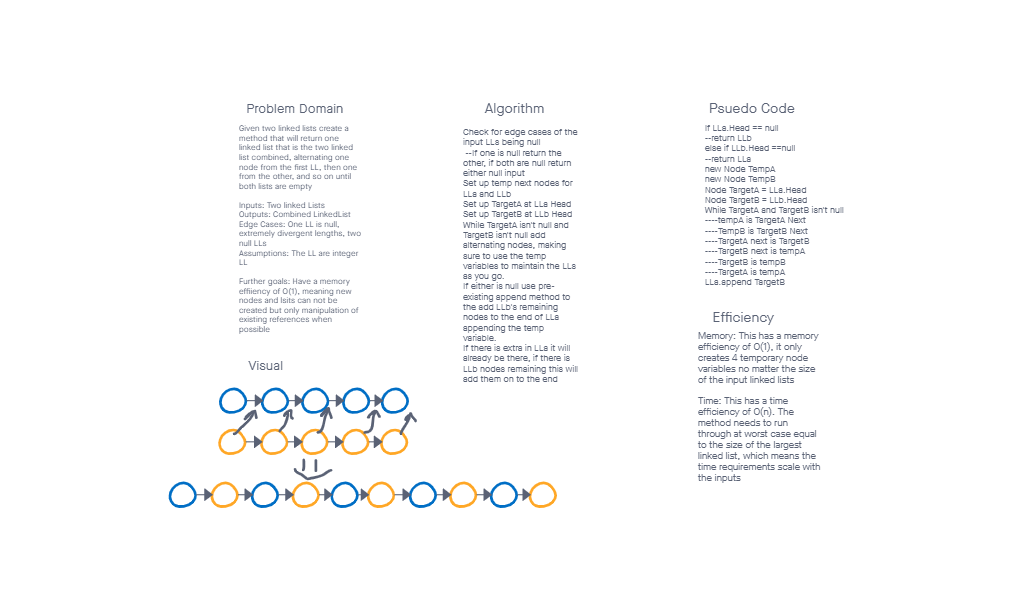 Problem Domain
Given two linked lists create a
method that will return one
linked list that is the two linked
list combined, alternating one
node from the first LL, then one
from the other, and so on until
both lists are empty
Inputs: Two linked Lists
Outputs: Combined LinkedList
Edge Cases: One LL is null,
extremely divergent lengths, two
null LLs
Assumptions: The LL are integer
LL
Further goals: Have a memory
effiiency of O(1), meaning new
nodes and lsits can not be
created but only manipulation of
existing references when
possible
Visual
Algorithm
Check for edge cases of the
input LLs being null
--If one is null return the
other, if both are null return
either null input
Set up temp next nodes for
LLa and LLb
Set up TargetA at LLa Head
Set up TargetB at LLb Head
While TargetA isn't null and
TargetB isn't null add
alternating nodes, making
sure to use the temp
variables to maintain the LLs
as you go.
If either is null use pre-
existing append method to
the add LLb's remaining
nodes to the end of LLa
appending the temp
variable.
If there is extra in LLa it will
already be there, if there is
LLb nodes remaining this will
add them on to the end
Psuedo Code
If LLa.Head == null
--return LLb
else if LLb.Head ==null
--return LLa
new Node TempA
new Node TempB
Node TargetA = LLa.Head
Node TargetB = LLb.Head
While TargetA and TargetB isn't null
----tempA is TargetA Next
----TempB is TargetB Next
----TargetA next is TargetB
----TargetB next is tempA
----TargetB is tempB
----TargetA is tempA
LLa.append TargetB
Efficiency
Memory: This has a memory
efficiency of O(1), it only
creates 4 temporary node
variables no matter the size
of the input linked lists
Time: This has a time
efficiency of O(n). The
method needs to run
through at worst case equal
to the size of the largest
linked list, which means the
time requirements scale with
the inputs